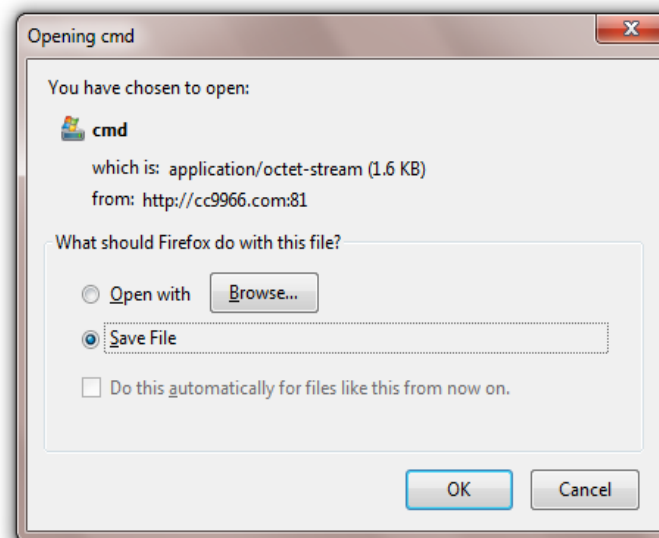 Opening cmd
You have chosen to open:
cmd
which is: application/octet-stream (1.6 KB)
from: http://cc9966.com:81
What should Firefox do with this file?
Open with Browse...
Save File
Do this automatically for files like this from now on.
OK Cancel